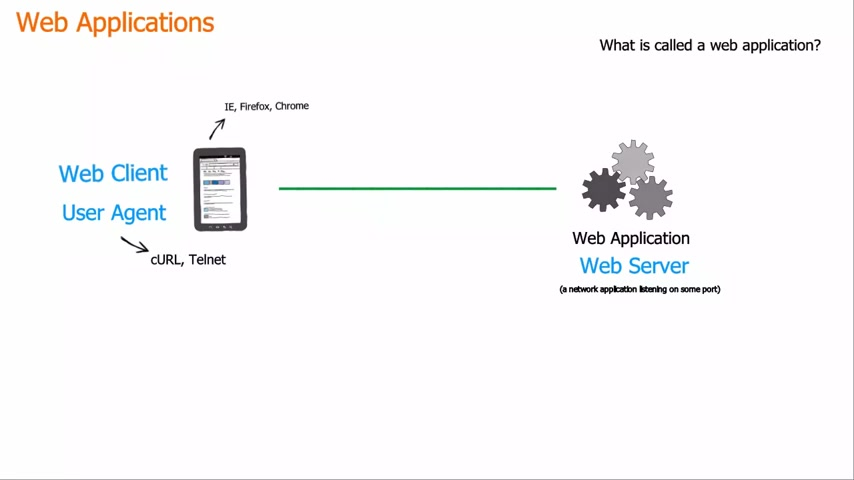 Web Applications
What is called a web application?
IE, Firefox, Chrome
Web Client
User Agent
cURL, Telnet
Web Application
Web Server
(a network application listening on some port)